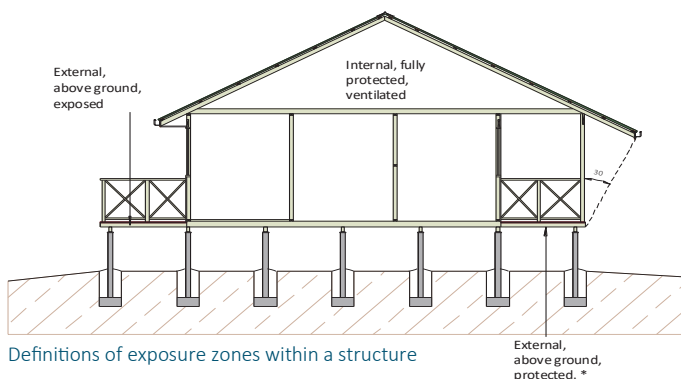 External,
above ground,
exposed
Internal, fully
protected,
ventilated
30
Definitions of exposure zones within a structure
External,
above ground,
protected. *